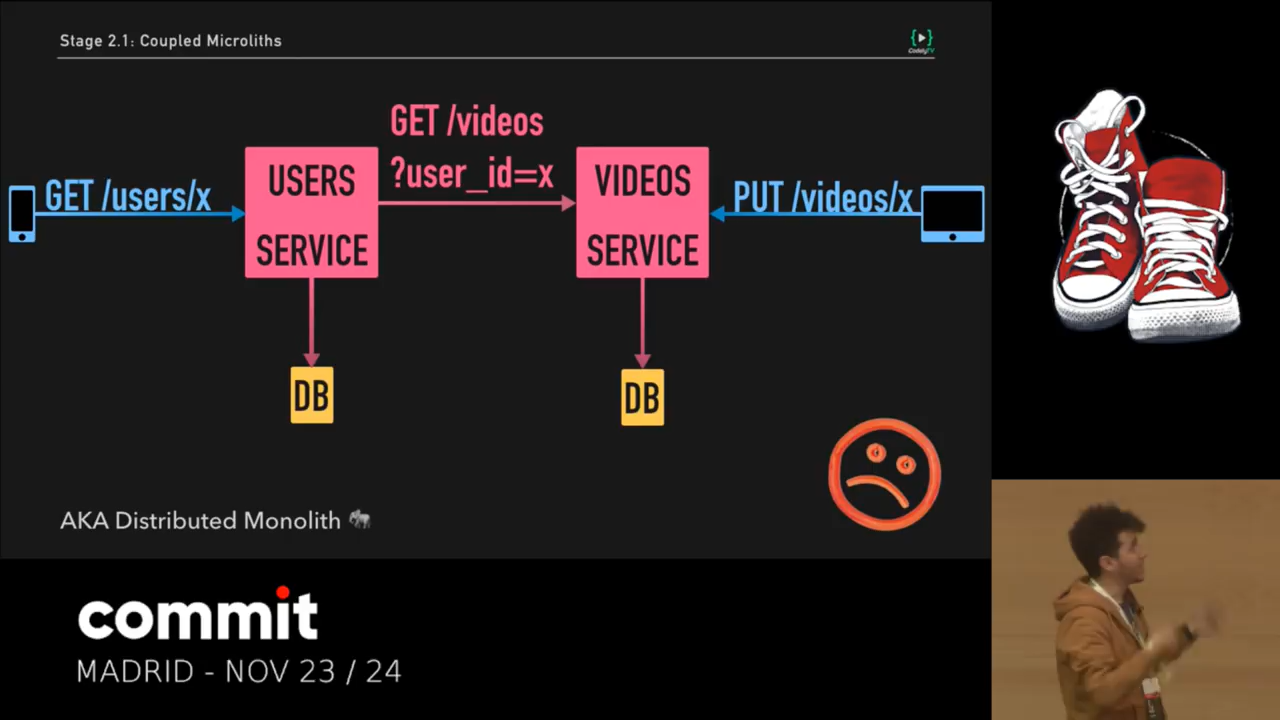 Stage 2.1: Coupled Microliths
CodelyTV
GET /videos
?user_id=x
GET /users/x
USERS
SERVICE
VIDEOS
SERVICE
PUT /videos/x
DB
DB
AKA Distributed Monolith
commit
MADRID - NOV 23 / 24